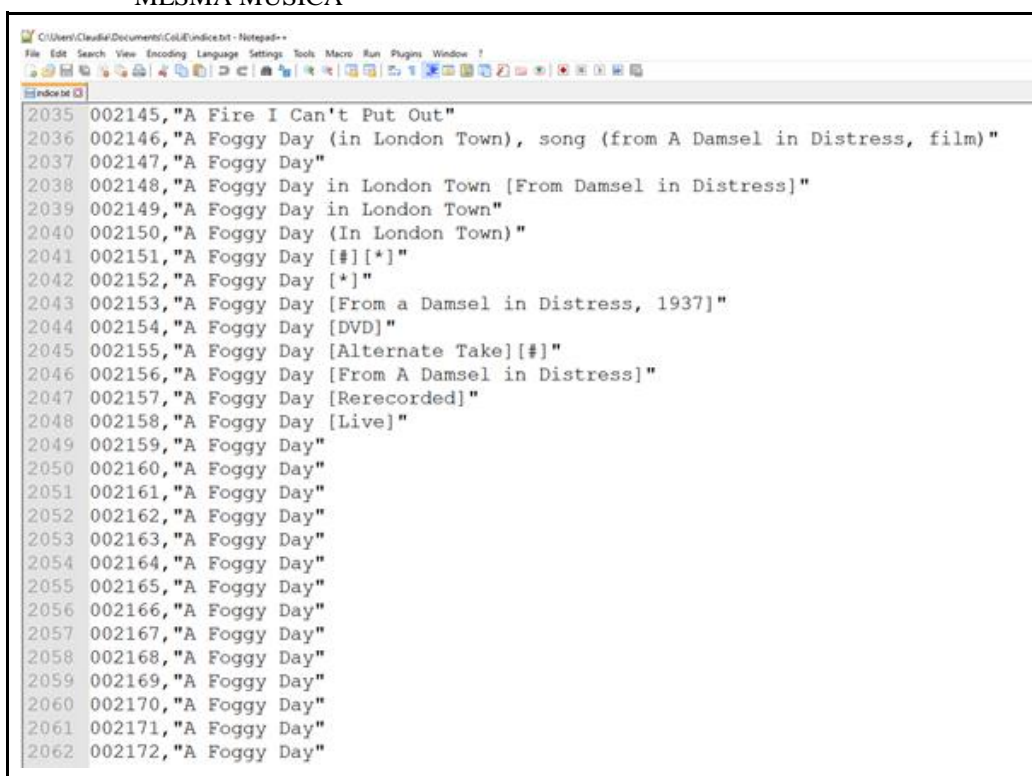 MESMA MÚSICA
C:\Users\Claudia\Documents\CoLiE\indice.txt - Notepad++
File Edit Search View Encoding Language Settings Tools Macro Run Plugins Window ?
indice.txt
2035 002145,"A Fire I Can't Put Out"
2036 002146,"A Foggy Day (in London Town), song (from A Damsel in Distress, film)"
2037 002147,"A Foggy Day"
2038 002148,"A Foggy Day in London Town [From Damsel in Distress]"
2039 002149,"A Foggy Day in London Town"
2040 002150,"A Foggy Day (In London Town)"
2041 002151,"A Foggy Day [#][*]"
2042 002152,"A Foggy Day [*]"
2043 002153,"A Foggy Day [From a Damsel in Distress, 1937]"
2044 002154,"A Foggy Day [DVD]"
2045 002155,"A Foggy Day [Alternate Take][#]"
2046 002156,"A Foggy Day [From A Damsel in Distress]"
2047 002157,"A Foggy Day [Rerecorded]"
2048 002158,"A Foggy Day [Live]"
2049 002159,"A Foggy Day"
2050 002160,"A Foggy Day"
2051 002161,"A Foggy Day"
2052 002162,"A Foggy Day"
2053 002163,"A Foggy Day"
2054 002164,"A Foggy Day"
2055 002165,"A Foggy Day"
2056 002166,"A Foggy Day"
2057 002167,"A Foggy Day"
2058 002168,"A Foggy Day"
2059 002169,"A Foggy Day"
2060 002170,"A Foggy Day"
2061 002171,"A Foggy Day"
2062 002172,"A Foggy Day"